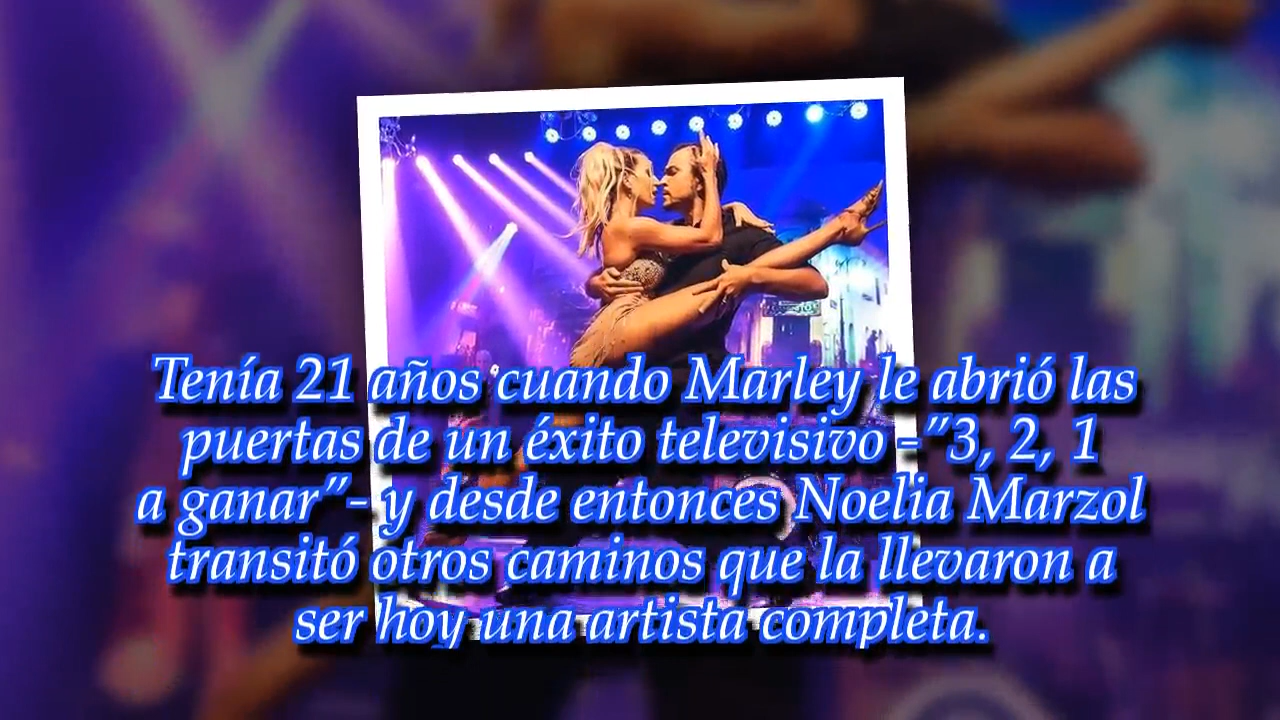 Tenía 21 años cuando Marley le abrió las
puertas de un éxito televisivo –”3, 2, 1
a ganar”- y desde entonces Noelia Marzol
transitó otros caminos que la llevaron a
ser hoy una artista completa.